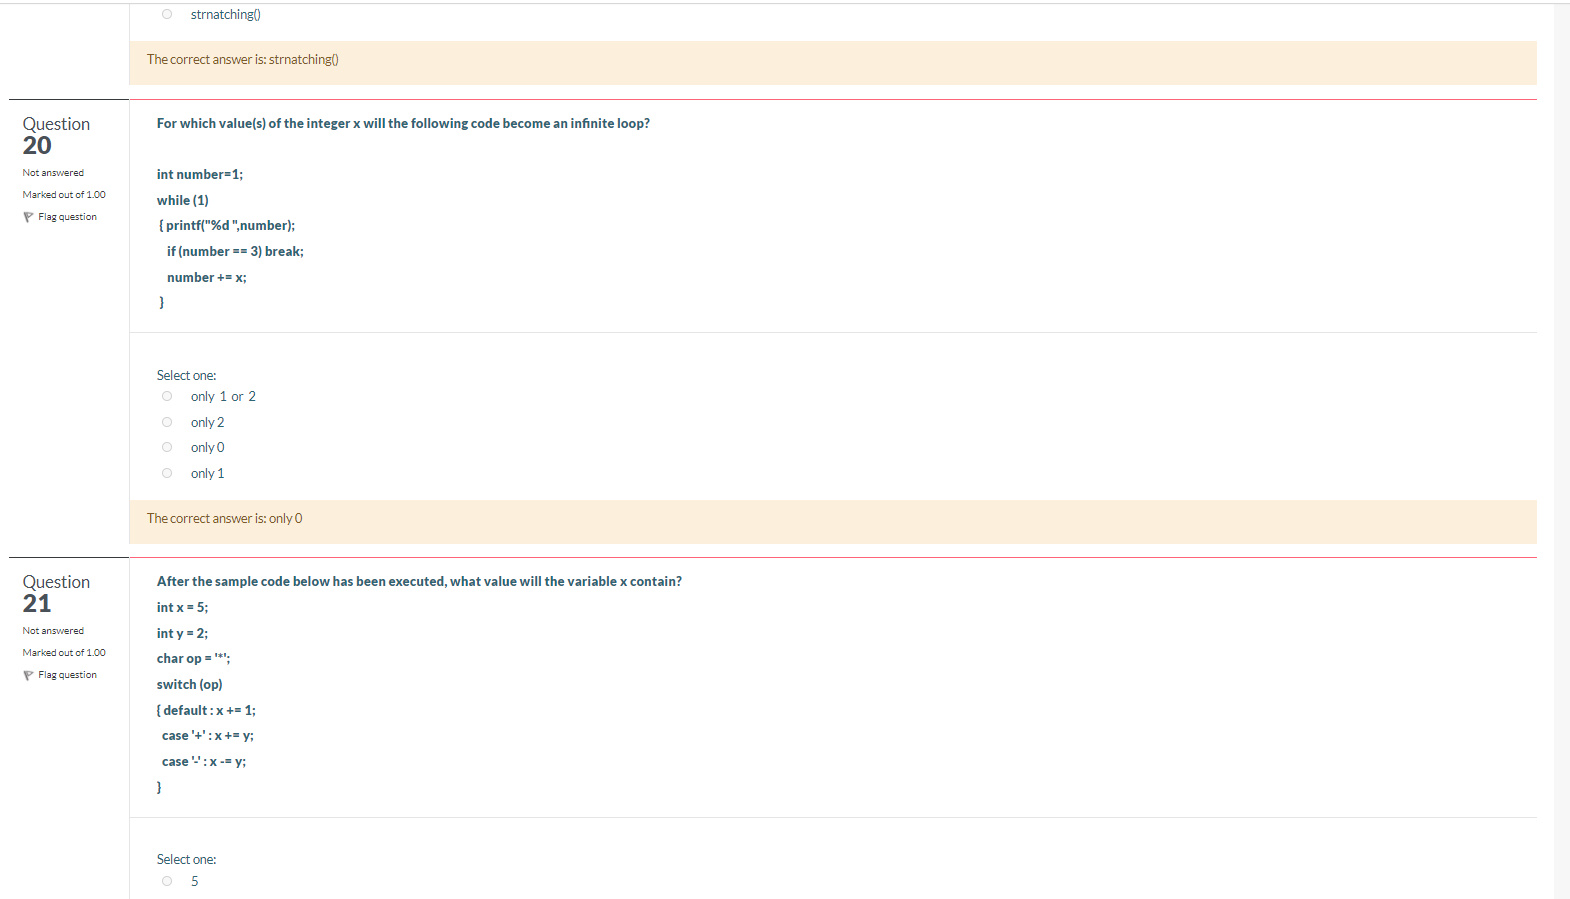 strnatching()
The correct answer is: strnatching()
Question
20
Not answered
Marked out of 1.00
Flag question
For which value(s) of the integer x will the following code become an infinite loop?
int number=1;
while (1)
{ printf("%d ",number);
if (number == 3) break;
number += x;
}
Select one:
only 1 or 2
only 2
only 0
only 1
The correct answer is: only 0
Question
21
Not answered
Marked out of 1.00
Flag question
After the sample code below has been executed, what value will the variable x contain?
int x = 5;
int y = 2;
char op = '*';
switch (op)
{ default : x += 1;
case '+' : x += y;
case '-' : x -= y;
}
Select one:
5